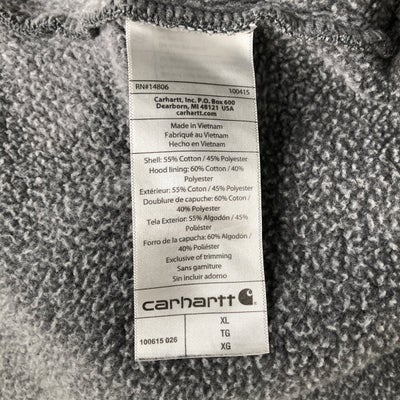 RN#14806 100415
Carhartt, Inc. P.O. Box 600
Dearborn, MI 48121 USA
carhartt.com
Made in Vietnam
Fabriqué au Vietnam
Hecho en Vietnam
Shell: 55% Cotton / 45% Polyester
Hood lining: 60% Cotton / 40%
Polyester
Extérieur: 55% Coton / 45% Polyester
Doublure de capuche: 60% Coton /
40% Polyester
Tela Exterior: 55% Algodón / 45%
Poliéster
Forro de la capucha: 60% Algodón /
40% Poliéster
Exclusive of trimming
Sans garniture
Sin incluir adorno
carhartt
100615 026
XL
TG
XG